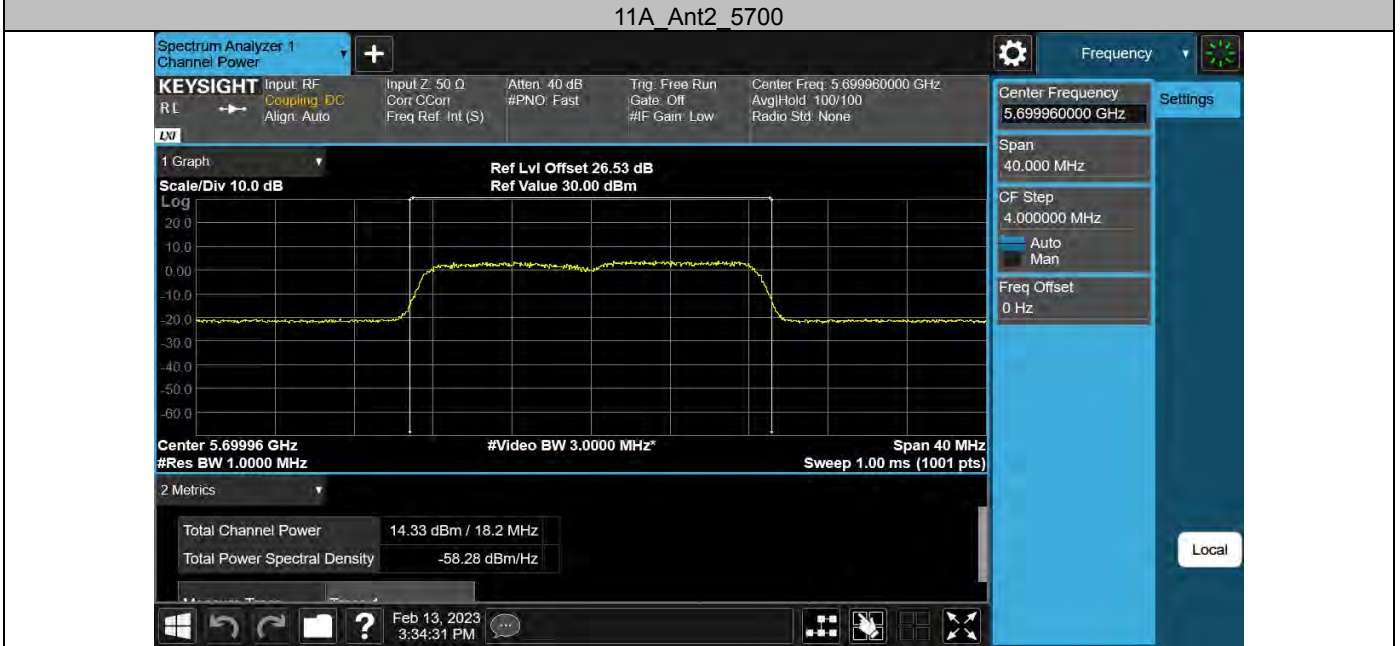 11A_Ant2_5700
Spectrum Analyzer 1
Channel Power
+
Frequency
KEYSIGHT
R L
LXI
Input: RF
Coupling: DC
Align: Auto
Input Z: 50 Ω
Corr CCorr
Freq Ref: Int (S)
Atten: 40 dB
#PNO: Fast
Trig: Free Run
Gate: Off
#IF Gain: Low
Center Freq: 5.699960000 GHz
Avg|Hold: 100/100
Radio Std: None
Center Frequency
5.699960000 GHz
Settings
Span
40.000 MHz
CF Step
4.000000 MHz
Auto
Man
Freq Offset
0 Hz
1 Graph
Scale/Div 10.0 dB
Ref Lvl Offset 26.53 dB
Ref Value 30.00 dBm
Log
20.0
10.0
0.00
-10.0
-20.0
-30.0
-40.0
-50.0
-60.0
Center 5.69996 GHz
#Res BW 1.0000 MHz
#Video BW 3.0000 MHz*
Span 40 MHz
Sweep 1.00 ms (1001 pts)
2 Metrics
Total Channel Power 14.33 dBm / 18.2 MHz
Total Power Spectral Density -58.28 dBm/Hz
Local
?
Feb 13, 2023
3:34:31 PM